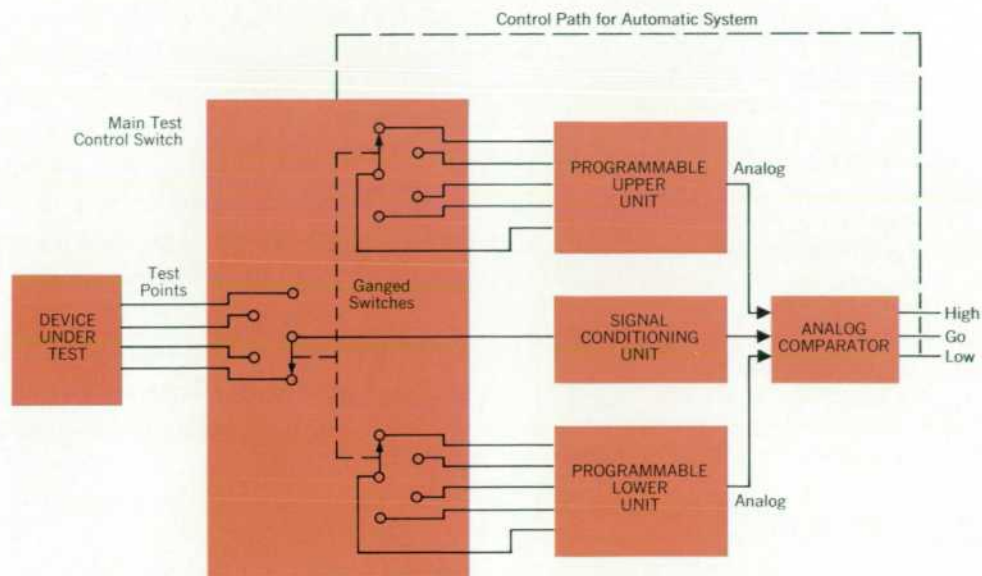 Control Path for Automatic System
Main Test
Control Switch
PROGRAMMABLE
UPPER
UNIT
Analog
Test
Points
Ganged
Switches
DEVICE
UNDER
TEST
SIGNAL
CONDITIONING
UNIT
ANALOG
COMPARATOR
High
Go
Low
PROGRAMMABLE
LOWER
UNIT
Analog